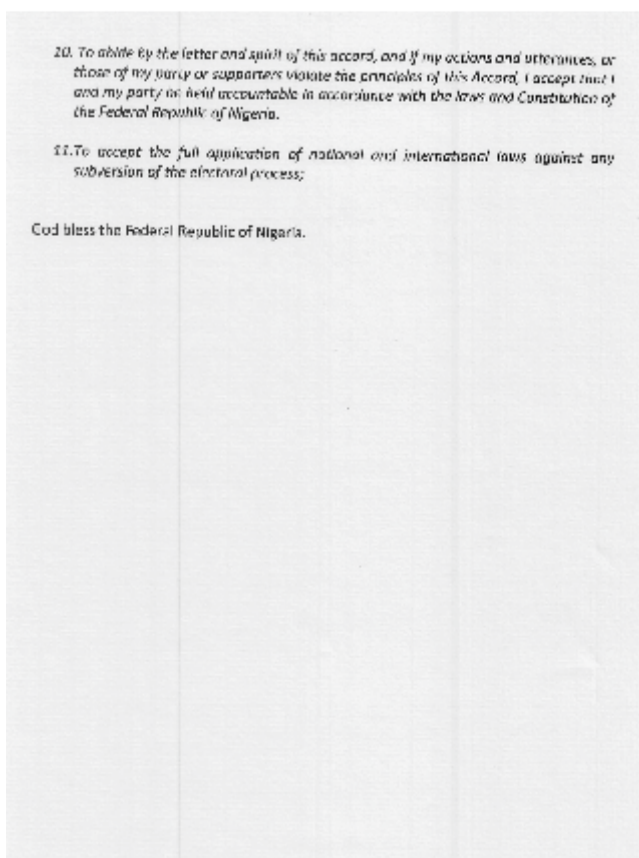 10. To abide by the letter and spirit of this accord, and if my actions and utterances, or
those of my party or supporters violate the principles of this Accord, I accept that I
and my party be held accountable in accordance with the laws and Constitution of
the Federal Republic of Nigeria.
11.To accept the full application of national and international laws against any
subversion of the electoral process;
God bless the Federal Republic of Nigeria.